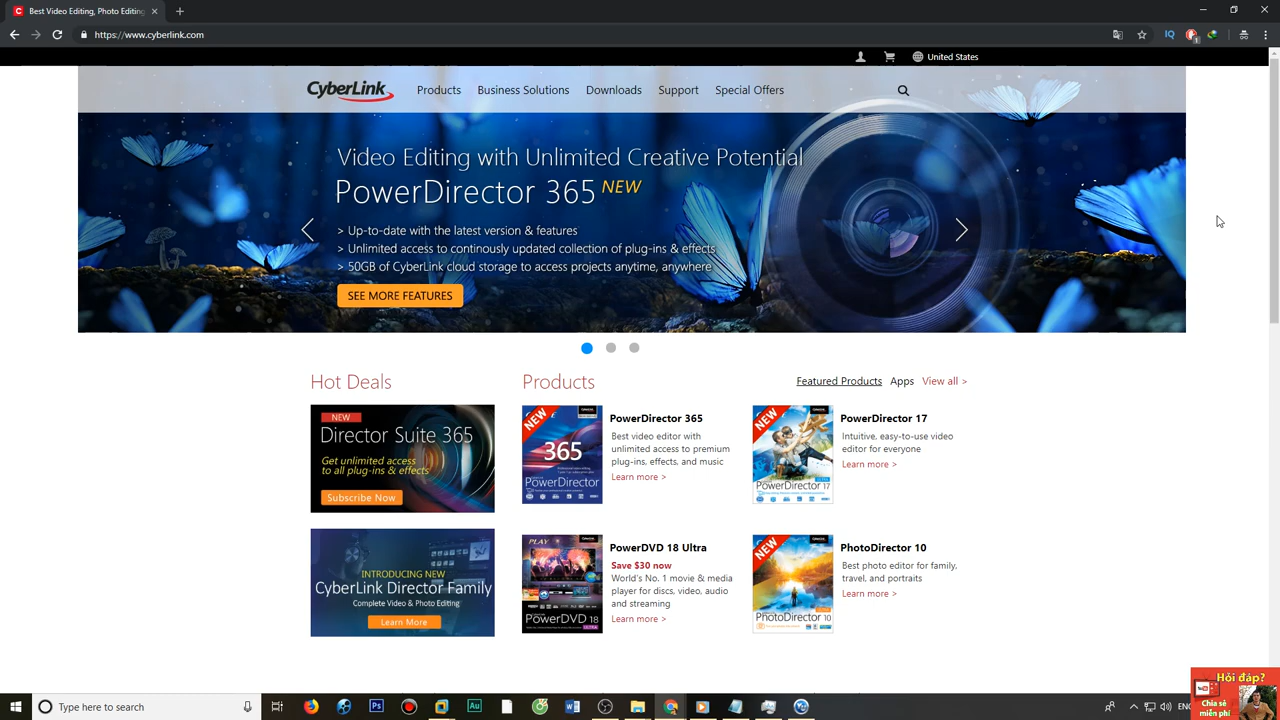 Best Video Editing, Photo Editing
https://www.cyberlink.com
IQ
1
United States
CyberLink
Products
Business Solutions
Downloads
Support
Special Offers
Video Editing with Unlimited Creative Potential
PowerDirector 365 NEW
> Up-to-date with the latest version & features
> Unlimited access to continously updated collection of plug-ins & effects
> 50GB of CyberLink cloud storage to access projects anytime, anywhere
SEE MORE FEATURES
Hot Deals
NEW
Director Suite 365
Get unlimited access
to all plug-ins & effects
Subscribe Now
INTRODUCING NEW
CyberLink Director Family
Complete Video & Photo Editing
Learn More
Products
Featured Products
Apps
View all >
NEW
365
PowerDirector
PowerDirector 365
Best video editor with
unlimited access to premium
plug-ins, effects, and music
Learn more >
NEW
PowerDirector 17
PowerDirector 17
Intuitive, easy-to-use video
editor for everyone
Learn more >
PLAY
PowerDVD 18
ULTRA
PowerDVD 18 Ultra
Save $30 now
World's No. 1 movie & media
player for discs, video, audio
and streaming
Learn more >
NEW
PhotoDirector 10
PhotoDirector 10
Best photo editor for family,
travel, and portraits
Learn more >
Type here to search
Ps
Au
ENG
Hỏi đáp?
Chia sẻ
miễn phí